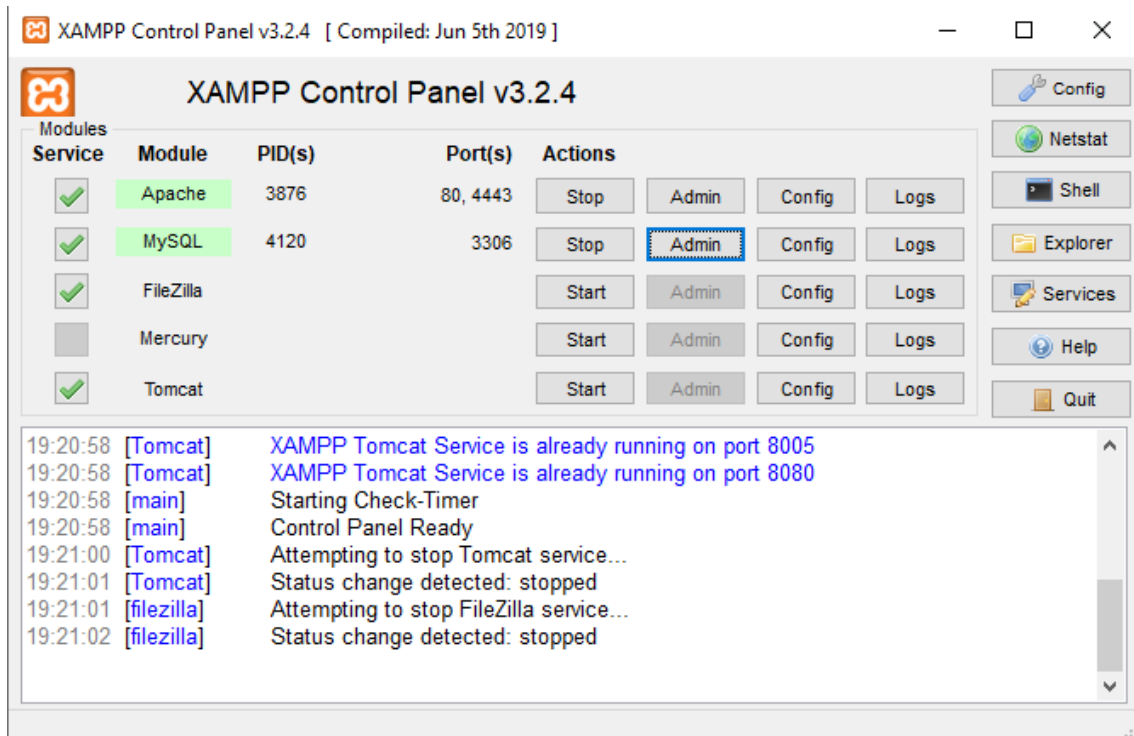 XAMPP Control Panel v3.2.4 [ Compiled: Jun 5th 2019 ]
XAMPP Control Panel v3.2.4
Config
Modules
Service Module PID(s) Port(s) Actions
Netstat
Apache 3876 80, 4443 Stop Admin Config Logs
Shell
MySQL 4120 3306 Stop Admin Config Logs
Explorer
FileZilla Start Admin Config Logs
Services
Mercury Start Admin Config Logs
Help
Tomcat Start Admin Config Logs
Quit
19:20:58 [Tomcat] XAMPP Tomcat Service is already running on port 8005
19:20:58 [Tomcat] XAMPP Tomcat Service is already running on port 8080
19:20:58 [main] Starting Check-Timer
19:20:58 [main] Control Panel Ready
19:21:00 [Tomcat] Attempting to stop Tomcat service...
19:21:01 [Tomcat] Status change detected: stopped
19:21:01 [filezilla] Attempting to stop FileZilla service...
19:21:02 [filezilla] Status change detected: stopped